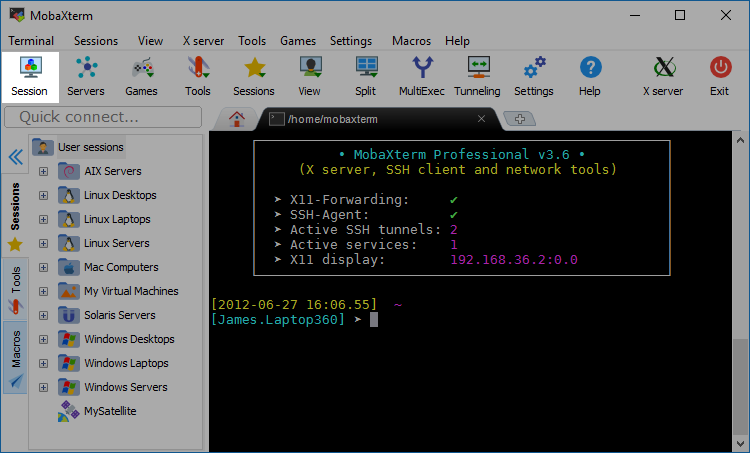 MobaXterm
Terminal Sessions View X server Tools Games Settings Macros Help
Session Servers Games Tools Sessions View Split MultiExec Tunneling Settings Help X server Exit
Quick connect...
/home/mobaxterm
User sessions
AIX Servers
Linux Desktops
Linux Laptops
Linux Servers
Mac Computers
My Virtual Machines
Solaris Servers
Windows Desktops
Windows Laptops
Windows Servers
MySatellite
Sessions
Tools
Macros
• MobaXterm Professional v3.6 •
(X server, SSH client and network tools)
➤ X11-Forwarding: ✔
➤ SSH-Agent: ✔
➤ Active SSH tunnels: 2
➤ Active services: 1
➤ X11 display: 192.168.36.2:0.0
[2012-06-27 16:06.55] ~
[James.Laptop360] ➤